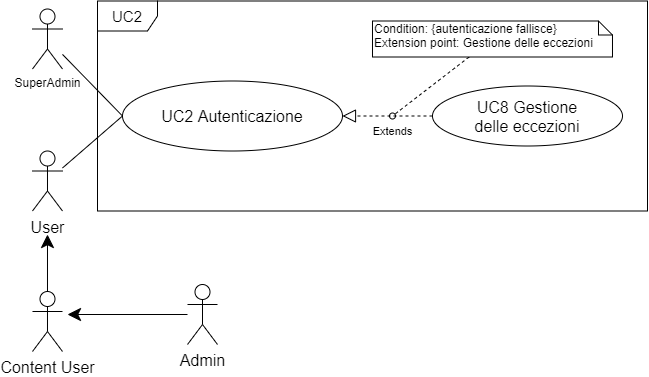 UC2
Condition: {autenticazione fallisce}
Extension point: Gestione delle eccezioni
SuperAdmin
UC2 Autenticazione
UC8 Gestione
delle eccezioni
Extends
User
Content User
Admin